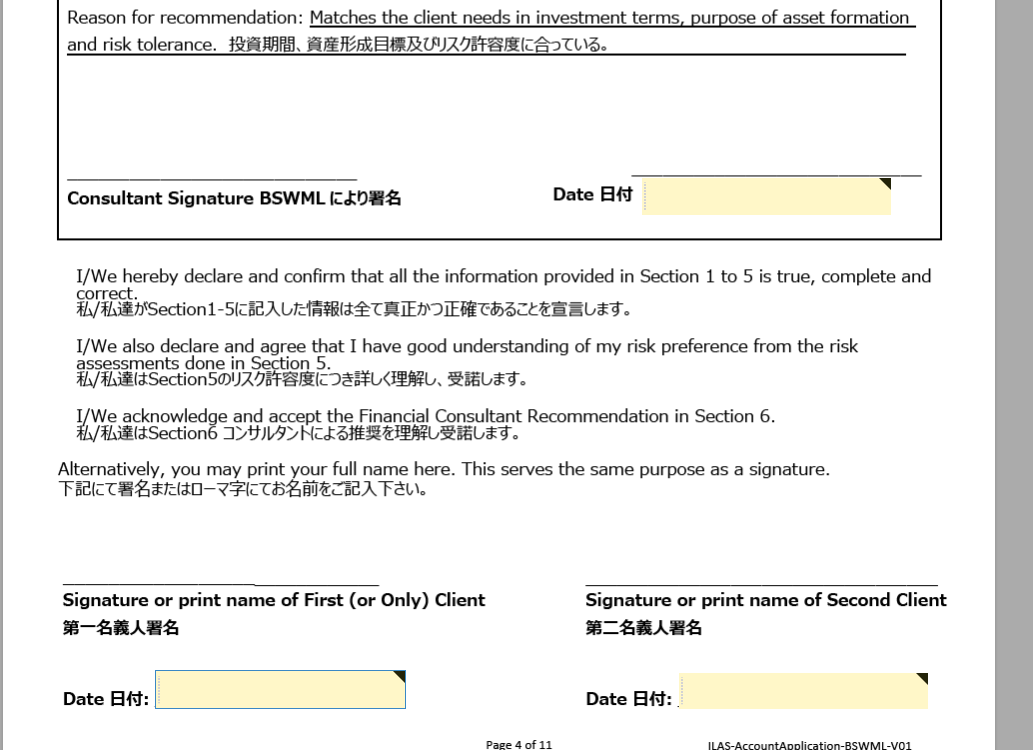 Reason for recommendation: Matches the client needs in investment terms, purpose of asset formation
and risk tolerance. 投資期間、資産形成目標及びリスク許容度に合っている。
Consultant Signature BSWML により署名
Date 日付
I/We hereby declare and confirm that all the information provided in Section 1 to 5 is true, complete and
correct.
私/私達がSection1-5に記入した情報は全て真正かつ正確であることを宣言します。
I/We also declare and agree that I have good understanding of my risk preference from the risk
assessments done in Section 5.
私/私達はSection5のリスク許容度につき詳しく理解し、受諾します。
I/We acknowledge and accept the Financial Consultant Recommendation in Section 6.
私/私達はSection6 コンサルタントによる推奨を理解し受諾します。
Alternatively, you may print your full name here. This serves the same purpose as a signature.
下記にて署名またはローマ字にてお名前をご記入下さい。
Signature or print name of First (or Only) Client
第一名義人署名
Signature or print name of Second Client
第二名義人署名
Date 日付:
Date 日付:
Page 4 of 11
ILAS-AccountApplication-BSWML-V01